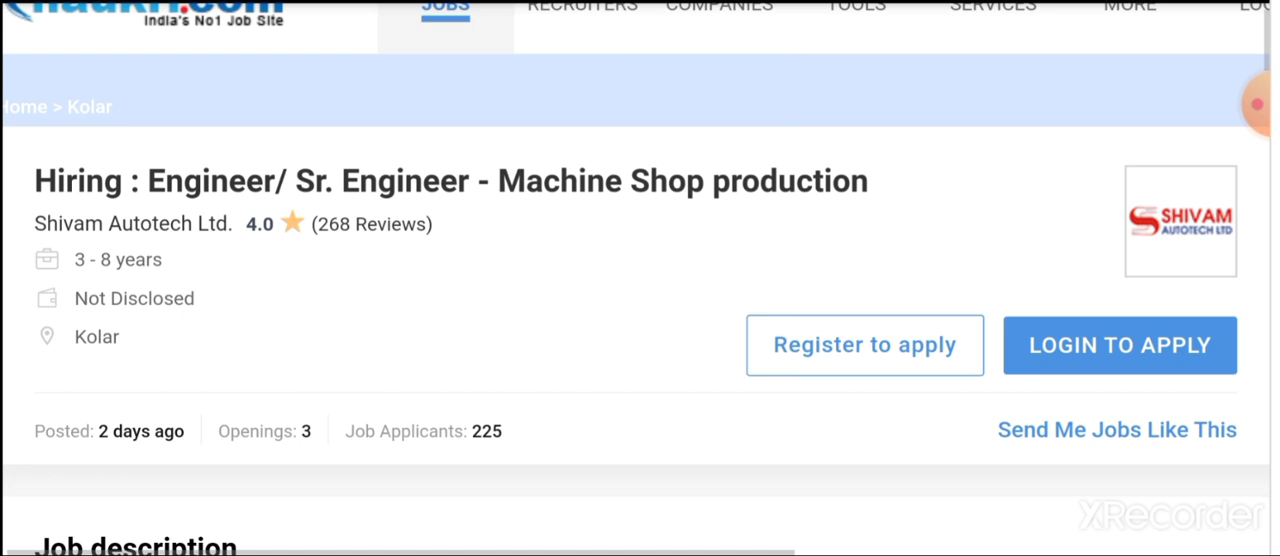 naukri.com
India's No1 Job Site
JOBS RECRUITERS COMPANIES TOOLS SERVICES MORE
Home > Kolar
Hiring : Engineer/ Sr. Engineer - Machine Shop production
Shivam Autotech Ltd. 4.0 (268 Reviews)
SHIVAM
AUTOTECH LTD
3 - 8 years
Not Disclosed
Kolar
Register to apply LOGIN TO APPLY
Posted: 2 days ago Openings: 3 Job Applicants: 225 Send Me Jobs Like This
XRecorder
Job description